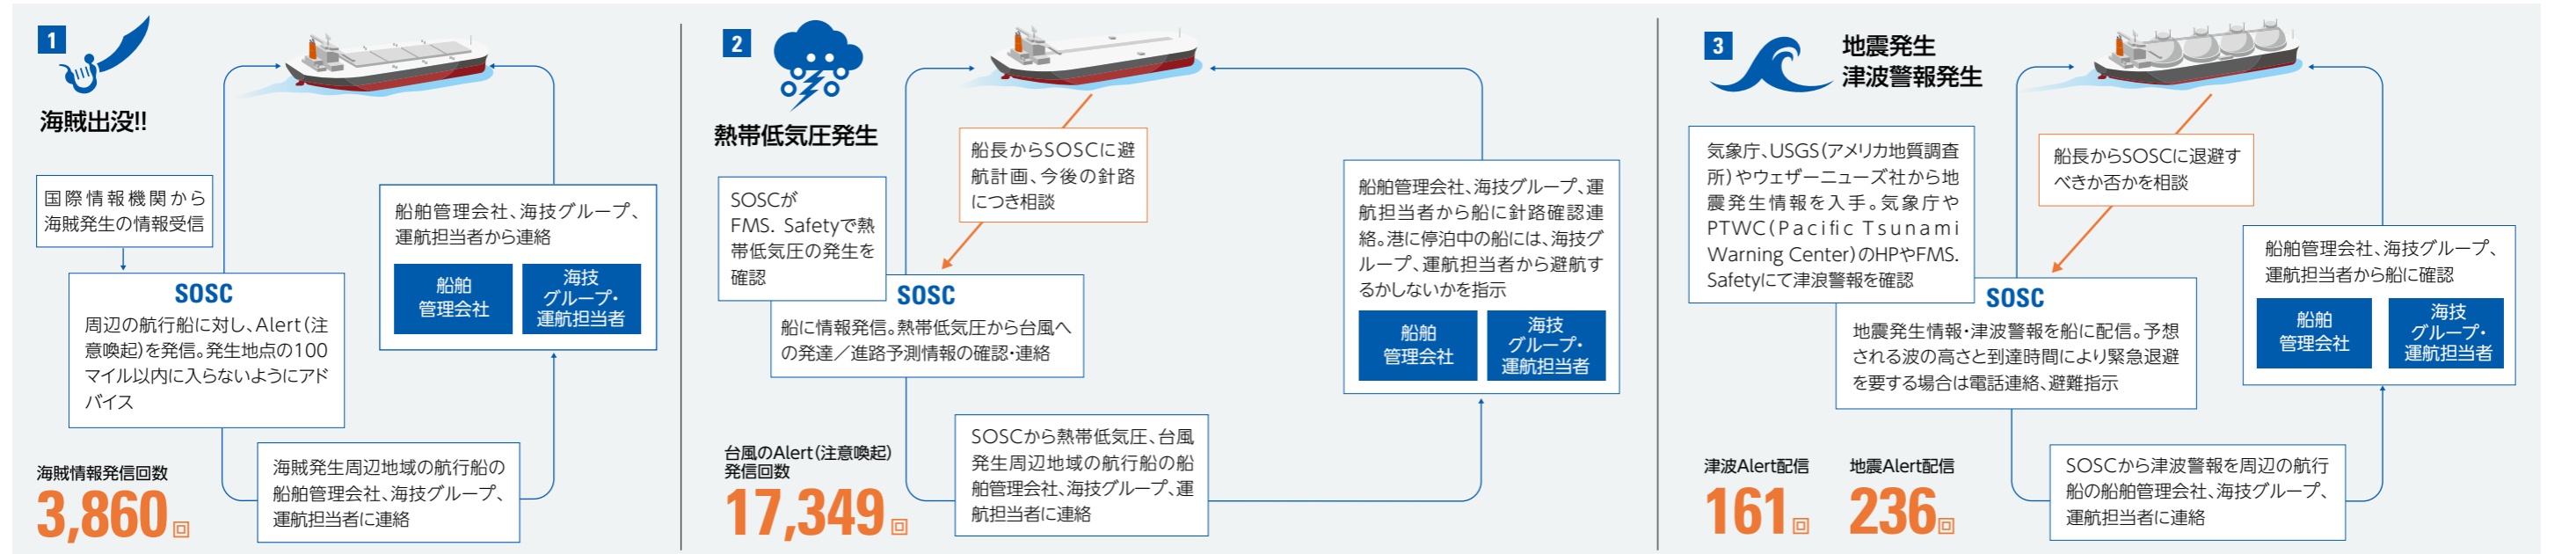 1
海賊出没!!
国際情報機関から
海賊発生の情報受信
SOSC
周辺の航行船に対し、Alert（注
意喚起）を発信。発生地点の100
マイル以内に入らないようにアド
バイス
船舶管理会社、海技グループ、
運航担当者から連絡
船舶
管理会社
海技
グループ・
運航担当者
海賊発生周辺地域の航行船の
船舶管理会社、海技グループ、
運航担当者に連絡
海賊情報発信回数
3,860回
2
熱帯低気圧発生
SOSCが
FMS. Safetyで熱
帯低気圧の発生を
確認
船長からSOSCに避
航計画、今後の針路
につき相談
SOSC
船に情報発信。熱帯低気圧から台風へ
の発達／進路予測情報の確認・連絡
船舶管理会社、海技グループ、運
航担当者から船に針路確認連
絡。港に停泊中の船には、海技グ
ループ、運航担当者から避航す
るかしないかを指示
船舶
管理会社
海技
グループ・
運航担当者
SOSCから熱帯低気圧、台風
発生周辺地域の航行船の船
舶管理会社、海技グループ、運
航担当者に連絡
台風のAlert（注意喚起）
発信回数
17,349回
3
地震発生
津波警報発生
気象庁、USGS（アメリカ地質調査
所）やウェザーニューズ社から地
震発生情報を入手。気象庁や
PTWC（Pacific Tsunami
Warning Center）のHPやFMS.
Safetyにて津浪警報を確認
船長からSOSCに退避す
べきか否かを相談
SOSC
地震発生情報・津波警報を船に配信。予想
される波の高さと到達時間により緊急退避
を要する場合は電話連絡、避難指示
船舶管理会社、海技グループ、
運航担当者から船に確認
船舶
管理会社
海技
グループ・
運航担当者
SOSCから津波警報を周辺の航行
船の船舶管理会社、海技グループ、
運航担当者に連絡
津波Alert配信
161回
地震Alert配信
236回